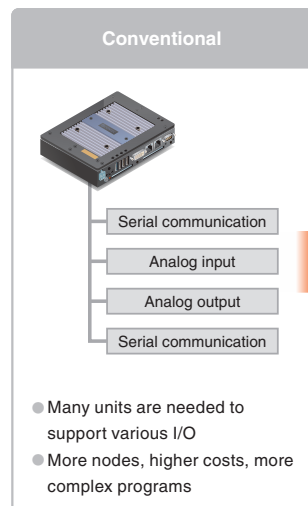 Conventional
Serial communication
Analog input
Analog output
Serial communication
Many units are needed to
support various I/O
More nodes, higher costs, more
complex programs